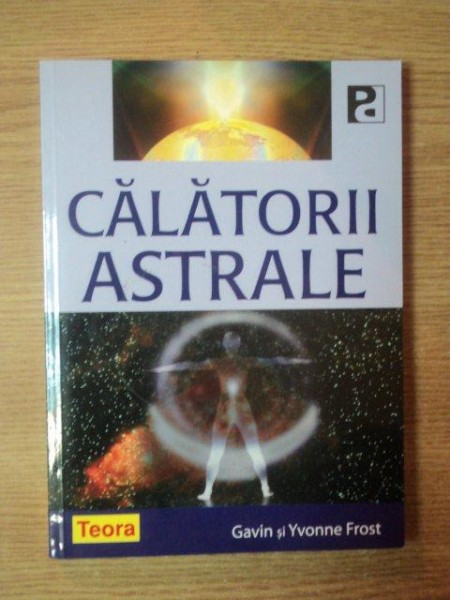 CĂLĂTORII
ASTRALE
Teora
Gavin și Yvonne Frost